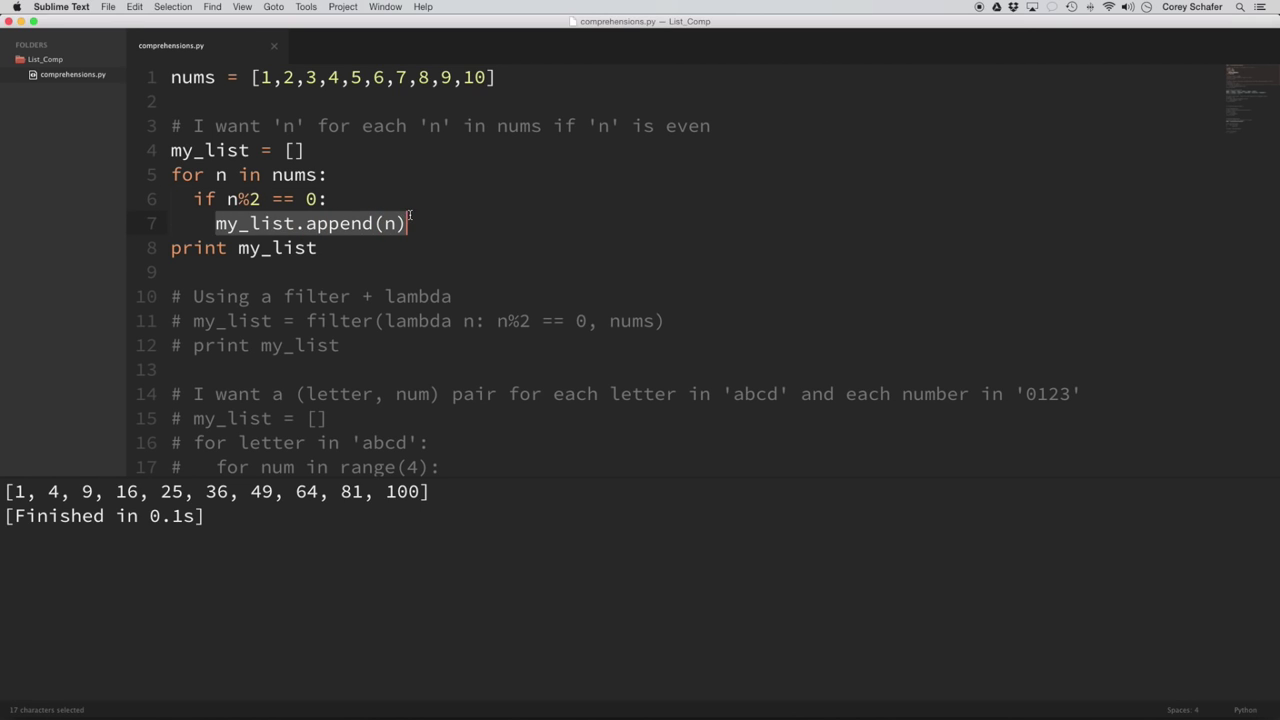 Sublime Text File Edit Selection Find View Goto Tools Project Window Help Corey Schafer
comprehensions.py — List_Comp
FOLDERS
List_Comp
comprehensions.py
comprehensions.py
1 nums = [1,2,3,4,5,6,7,8,9,10]
2
3 # I want 'n' for each 'n' in nums if 'n' is even
4 my_list = []
5 for n in nums:
6 if n%2 == 0:
7 my_list.append(n)
8 print my_list
9
10 # Using a filter + lambda
11 # my_list = filter(lambda n: n%2 == 0, nums)
12 # print my_list
13
14 # I want a (letter, num) pair for each letter in 'abcd' and each number in '0123'
15 # my_list = []
16 # for letter in 'abcd':
17 #   for num in range(4):
[1, 4, 9, 16, 25, 36, 49, 64, 81, 100]
[Finished in 0.1s]
17 characters selected Spaces: 4 Python